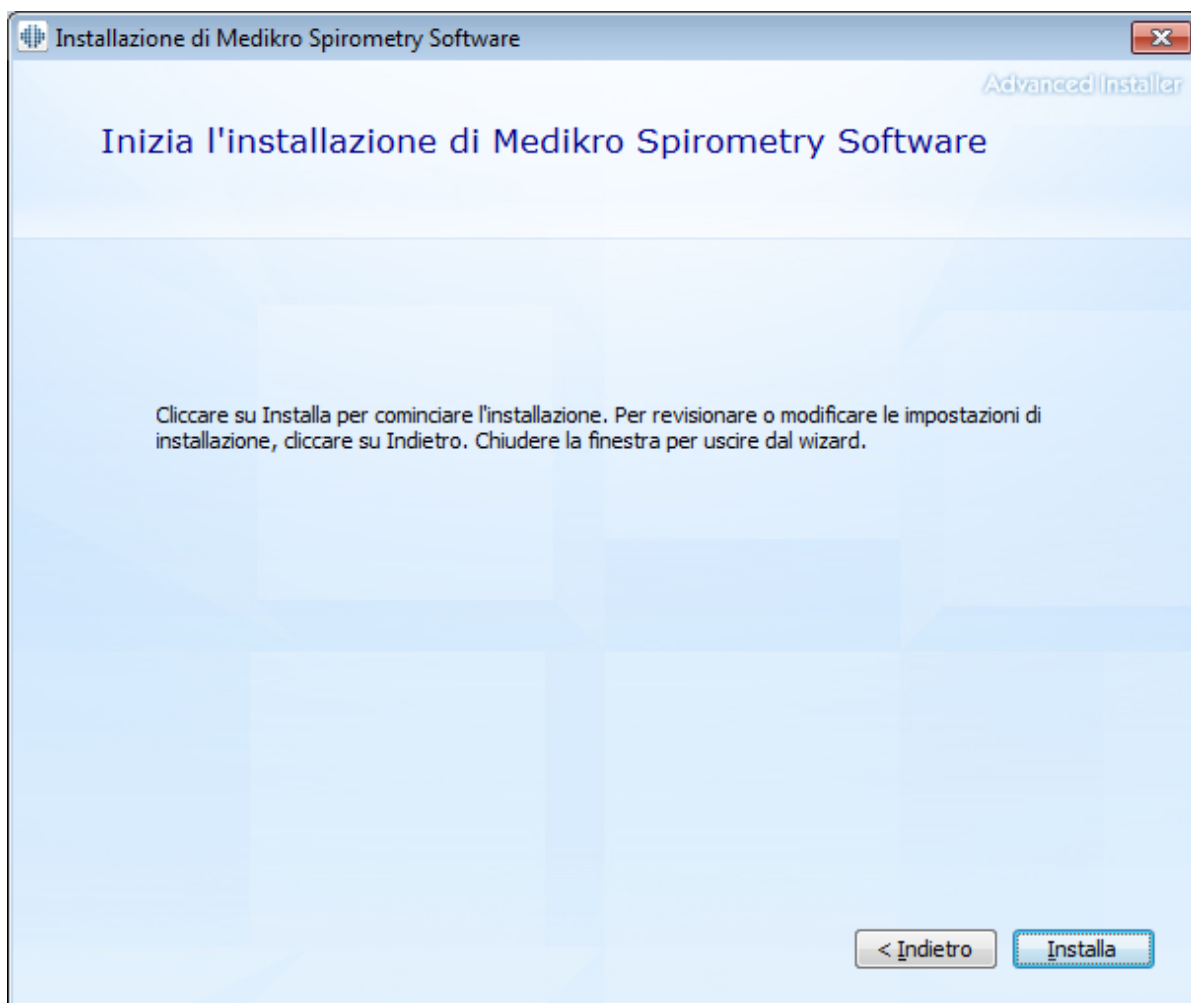 Installazione di Medikro Spirometry Software
Advanced Installer
Inizia l'installazione di Medikro Spirometry Software
Cliccare su Installa per cominciare l'installazione. Per revisionare o modificare le impostazioni di
installazione, cliccare su Indietro. Chiudere la finestra per uscire dal wizard.
< Indietro
Installa